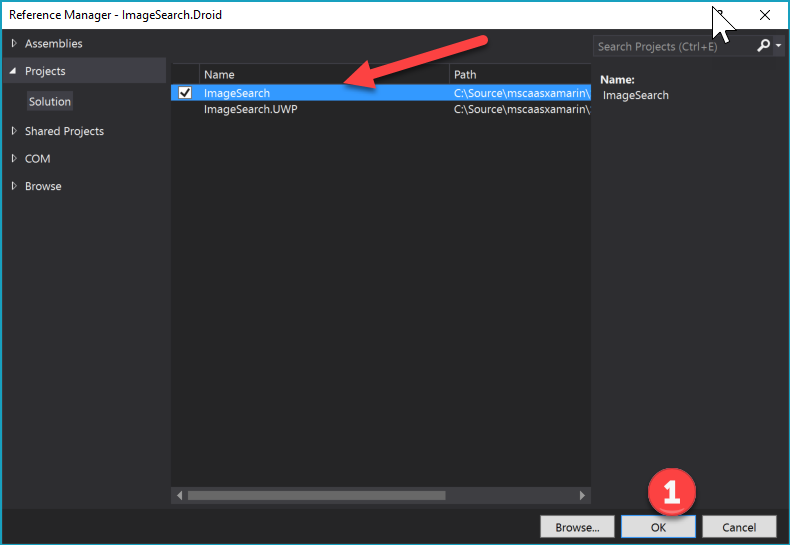 Reference Manager - ImageSearch.Droid
Assemblies
Search Projects (Ctrl+E)
Projects
Name
Path
Name:
ImageSearch
C:\Source\mscaasxamarin\
ImageSearch
Solution
ImageSearch.UWP
C:\Source\mscaasxamarin\
Shared Projects
COM
Browse
1
Browse...
OK
Cancel